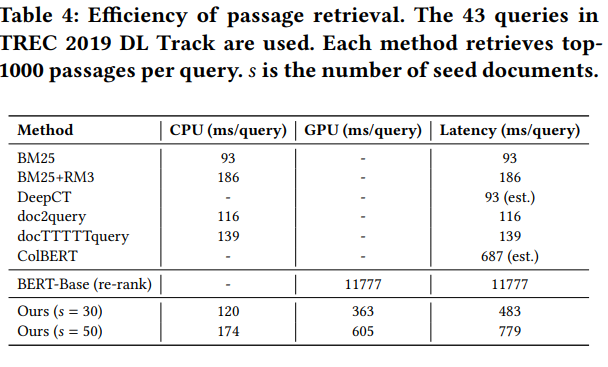 Table 4: Efficiency of passage retrieval. The 43 queries in
TREC 2019 DL Track are used. Each method retrieves top-
1000 passages per query. s is the number of seed documents.
Method CPU (ms/query) GPU (ms/query) Latency (ms/query)
BM25 93 - 93
BM25+RM3 186 - 186
DeepCT - - 93 (est.)
doc2query 116 - 116
docTTTTTquery 139 - 139
ColBERT - - 687 (est.)
BERT-Base (re-rank) - 11777 11777
Ours (s = 30) 120 363 483
Ours (s = 50) 174 605 779